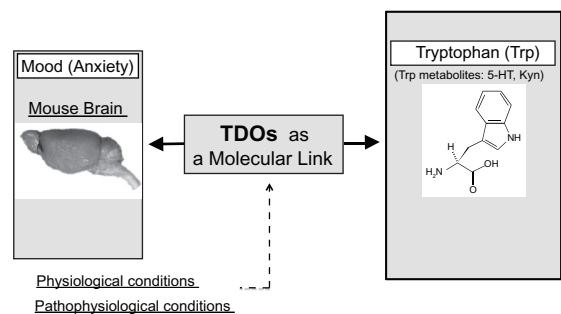 Mood (Anxiety)
Mouse Brain
TDOs as
a Molecular Link
Tryptophan (Trp)
(Trp metabolites: 5-HT, Kyn)
NH
H
OH
H₂N
O
Physiological conditions
Pathophysiological conditions